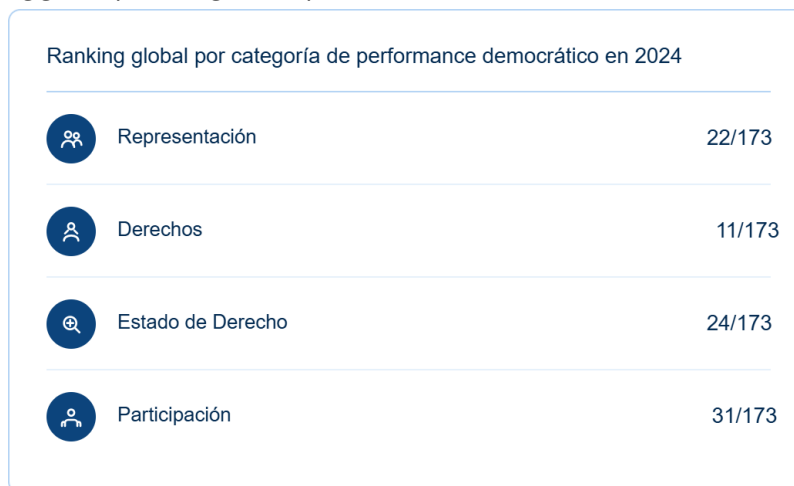 Ranking global por categoría de performance democrático en 2024
Representación 22/173
Derechos 11/173
Estado de Derecho 24/173
Participación 31/173